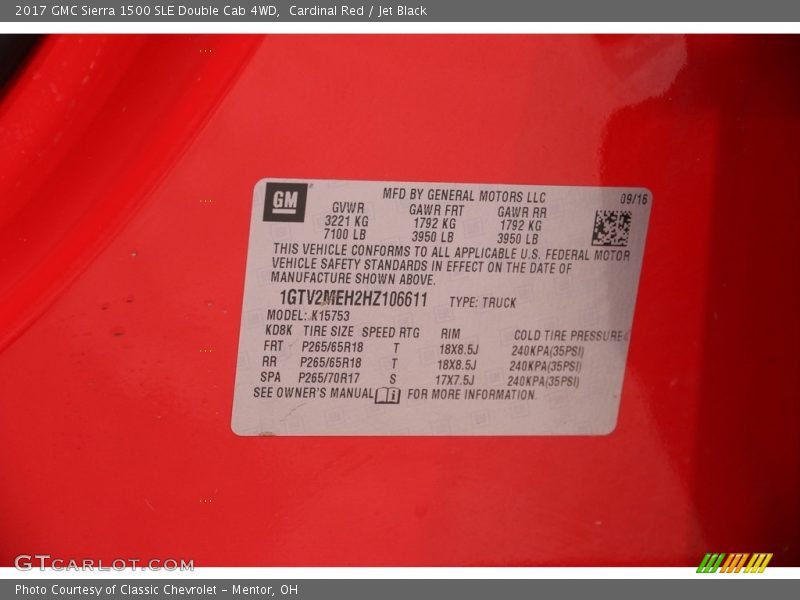 2017 GMC Sierra 1500 SLE Double Cab 4WD, Cardinal Red / Jet Black
GM
MFD BY GENERAL MOTORS LLC
09/16
GVWR GAWR FRT GAWR RR
3221 KG 1792 KG 1792 KG
7100 LB 3950 LB 3950 LB
THIS VEHICLE CONFORMS TO ALL APPLICABLE U.S. FEDERAL MOTOR
VEHICLE SAFETY STANDARDS IN EFFECT ON THE DATE OF
MANUFACTURE SHOWN ABOVE.
1GTV2MEH2HZ106611 TYPE: TRUCK
MODEL: K15753
KD8K TIRE SIZE SPEED RTG RIM COLD TIRE PRESSURE
FRT P265/65R18 T 18X8.5J 240KPA(35PSI)
RR P265/65R18 T 18X8.5J 240KPA(35PSI)
SPA P265/70R17 S 17X7.5J 240KPA(35PSI)
SEE OWNER'S MANUAL i FOR MORE INFORMATION.
GTCARLOT.COM
Photo Courtesy of Classic Chevrolet - Mentor, OH